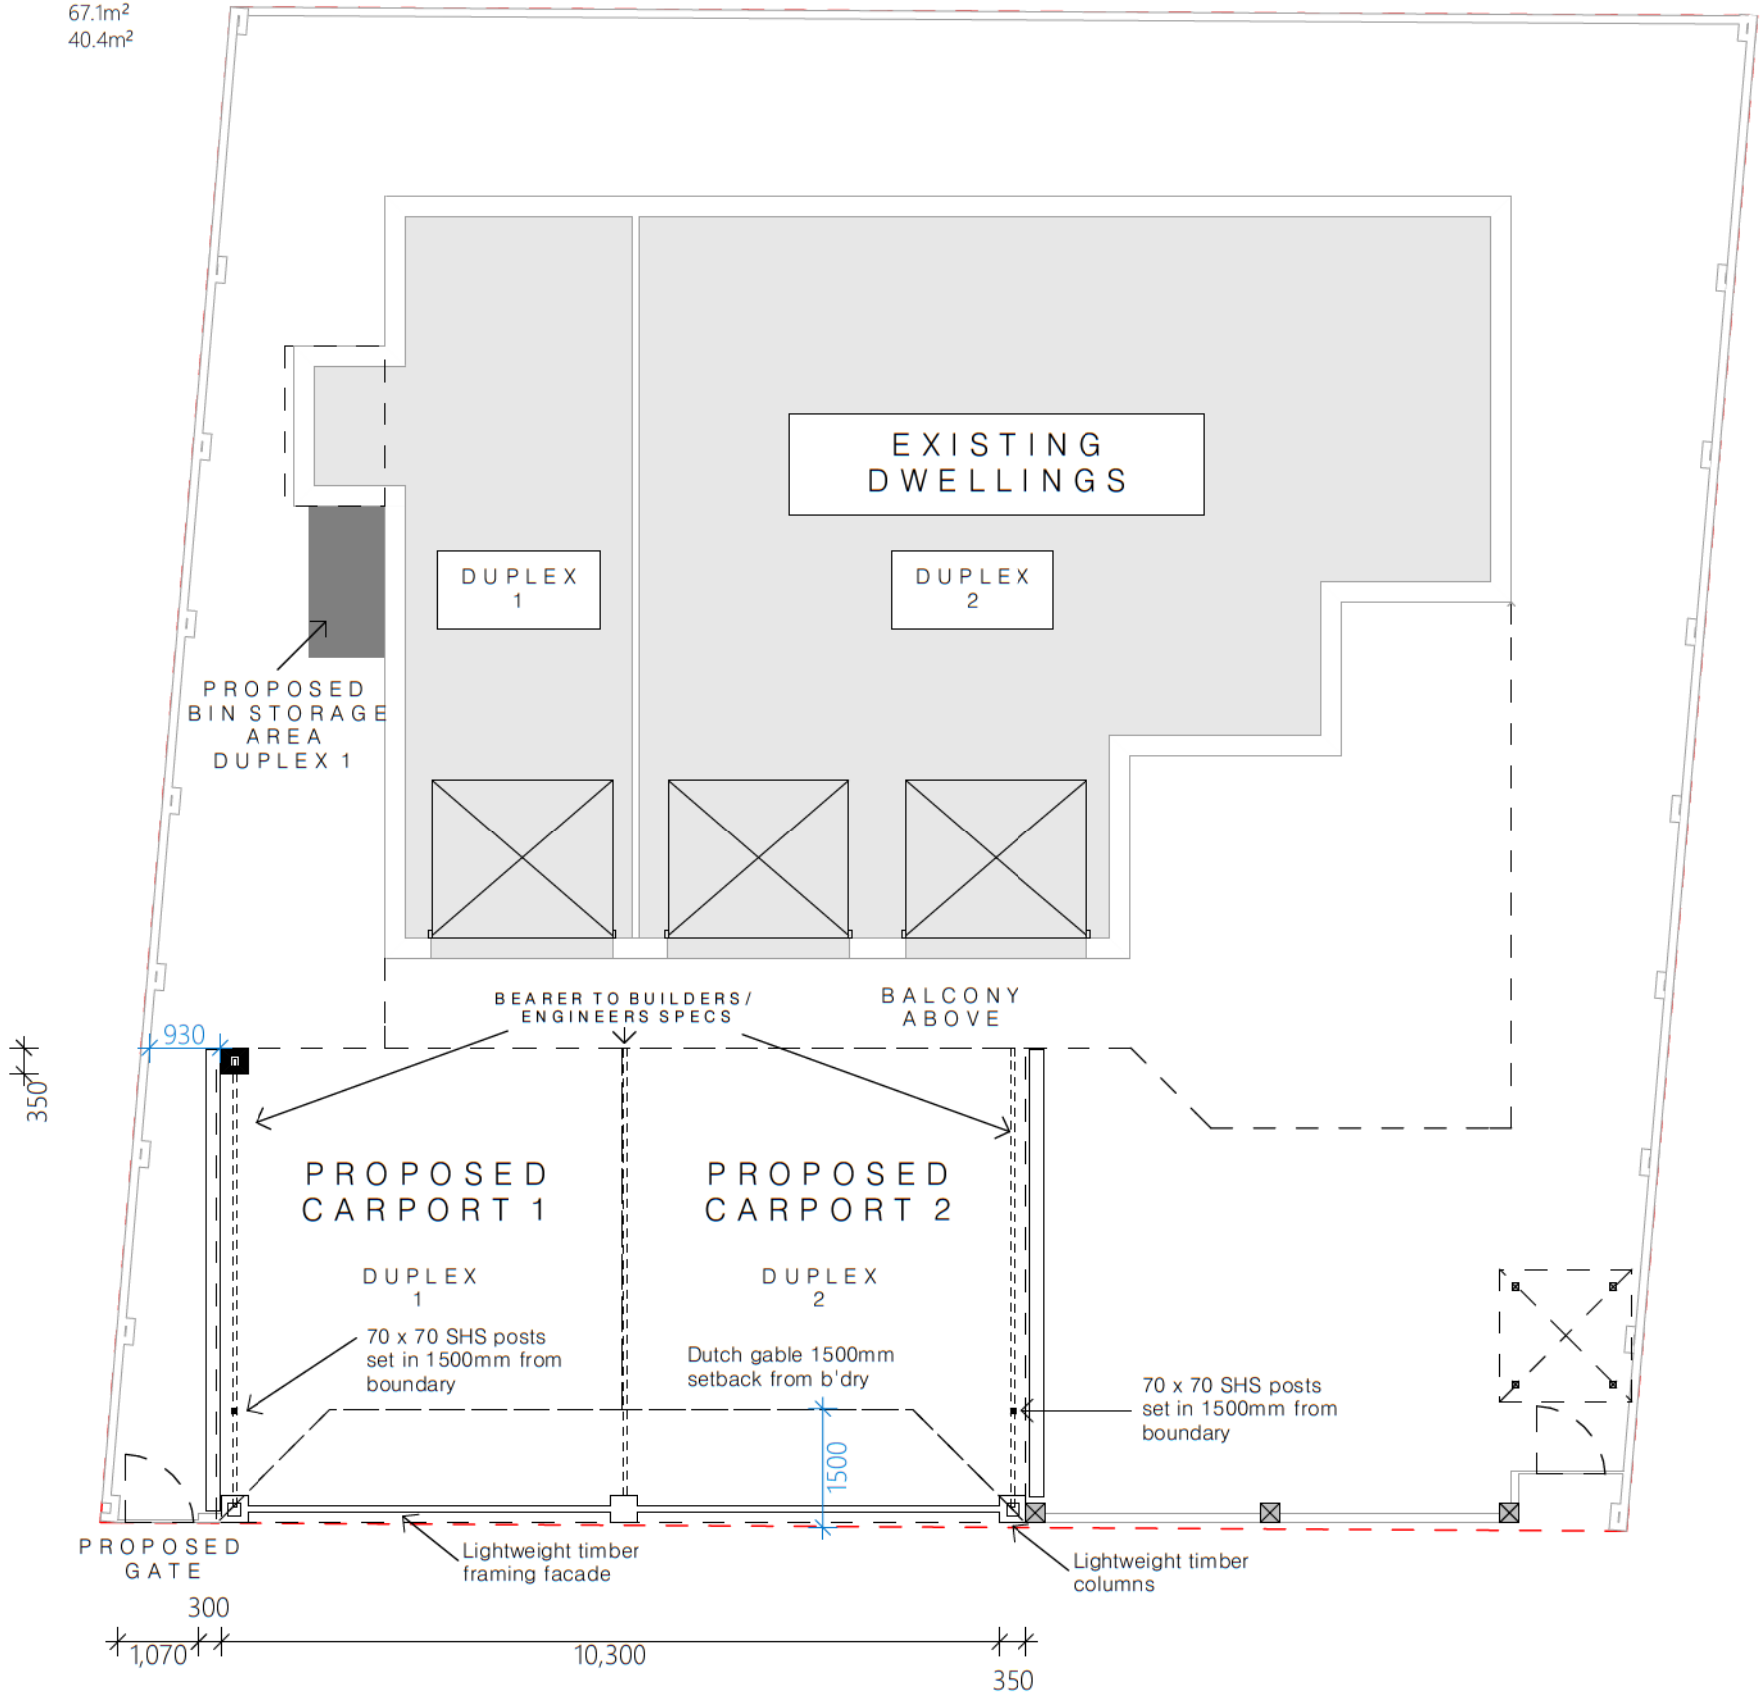 67.1m²
40.4m²
EXISTING
DWELLINGS
DUPLEX
1
DUPLEX
2
PROPOSED
BIN STORAGE
AREA
DUPLEX 1
BEARER TO BUILDERS/
ENGINEERS SPECS
BALCONY
ABOVE
930
350
PROPOSED
CARPORT 1
PROPOSED
CARPORT 2
DUPLEX
1
DUPLEX
2
70 x 70 SHS posts
set in 1500mm from
boundary
Dutch gable 1500mm
setback from b'dry
70 x 70 SHS posts
set in 1500mm from
boundary
1500
PROPOSED
GATE
Lightweight timber
framing facade
Lightweight timber
columns
300
1,070
10,300
350